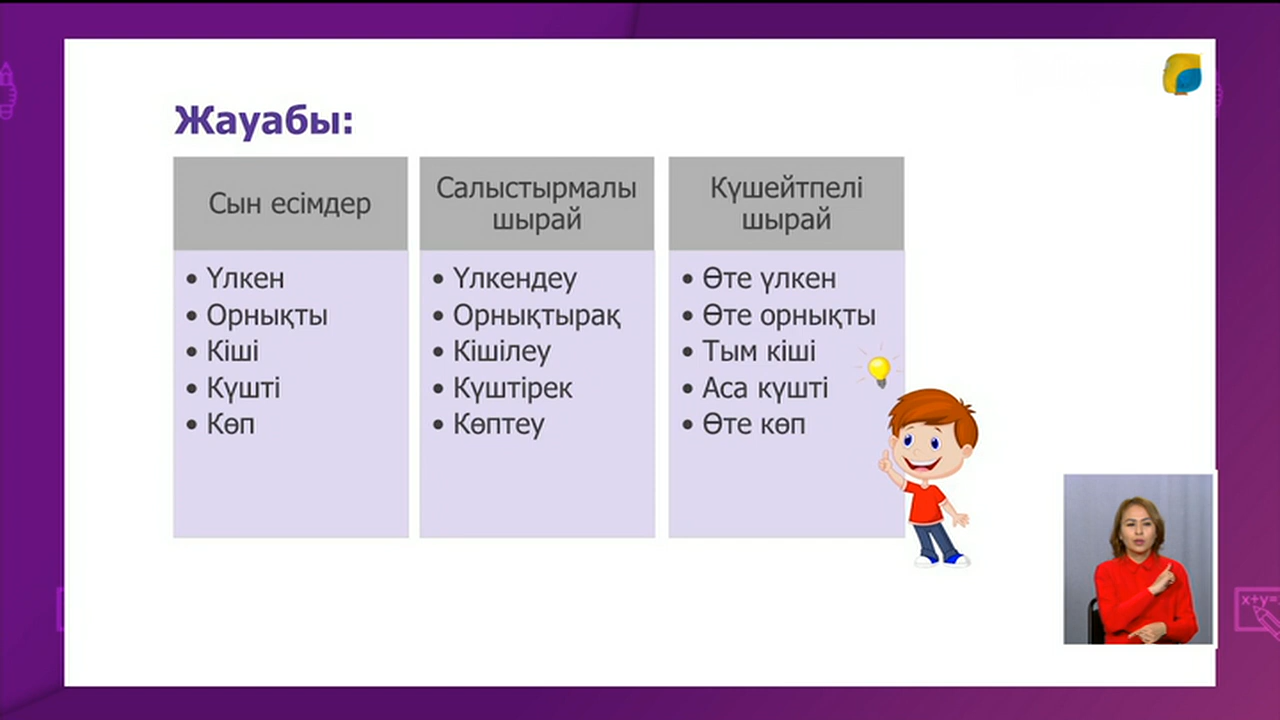 Жауабы:
Сын есімдер
Салыстырмалы
шырай
Күшейтпелі
шырай
• Үлкен
• Орнықты
• Кіші
• Күшті
• Көп
• Үлкендеу
• Орнықтырақ
• Кішілеу
• Күштірек
• Көптеу
• Өте үлкен
• Өте орнықты
• Тым кіші
• Аса күшті
• Өте көп
x+y=